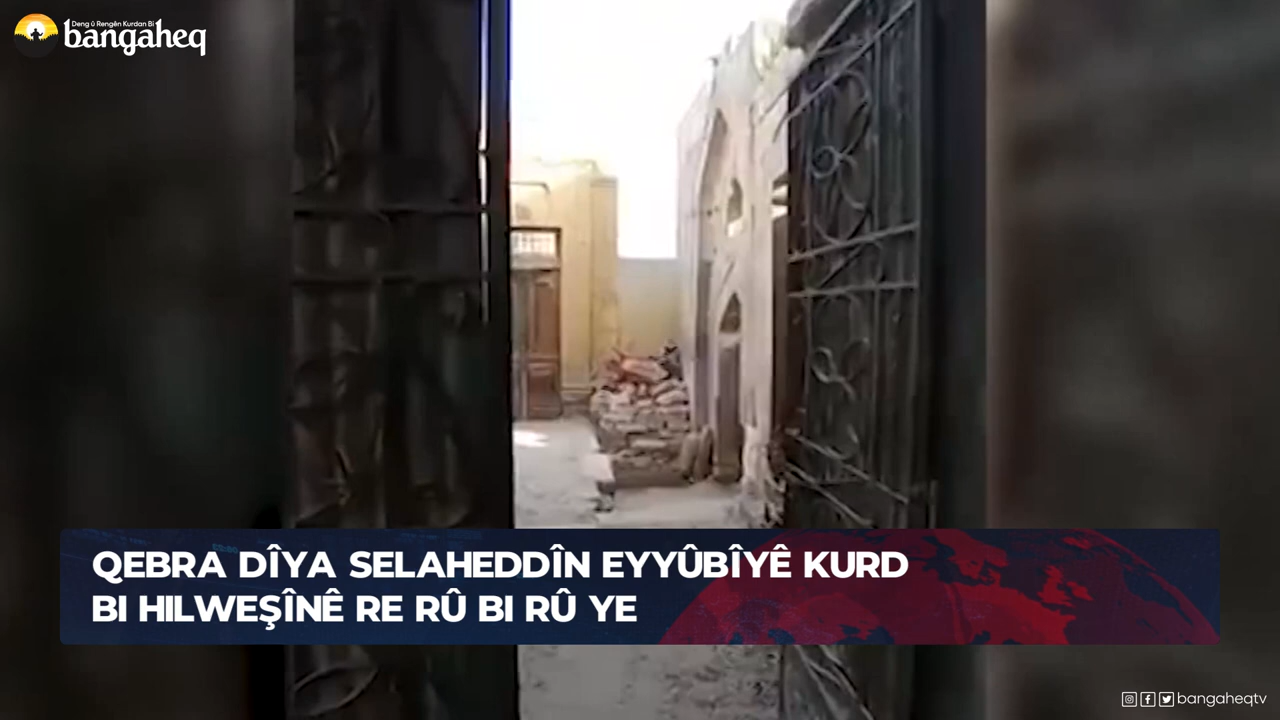 Deng û Rengên Kurdan Bi
bangaheq
QEBRA DÎYA SELAHEDDÎN EYYÛBÎYÊ KURD
BI HILWEŞÎNÊ RE RÛ BI RÛ YE
bangaheqtv